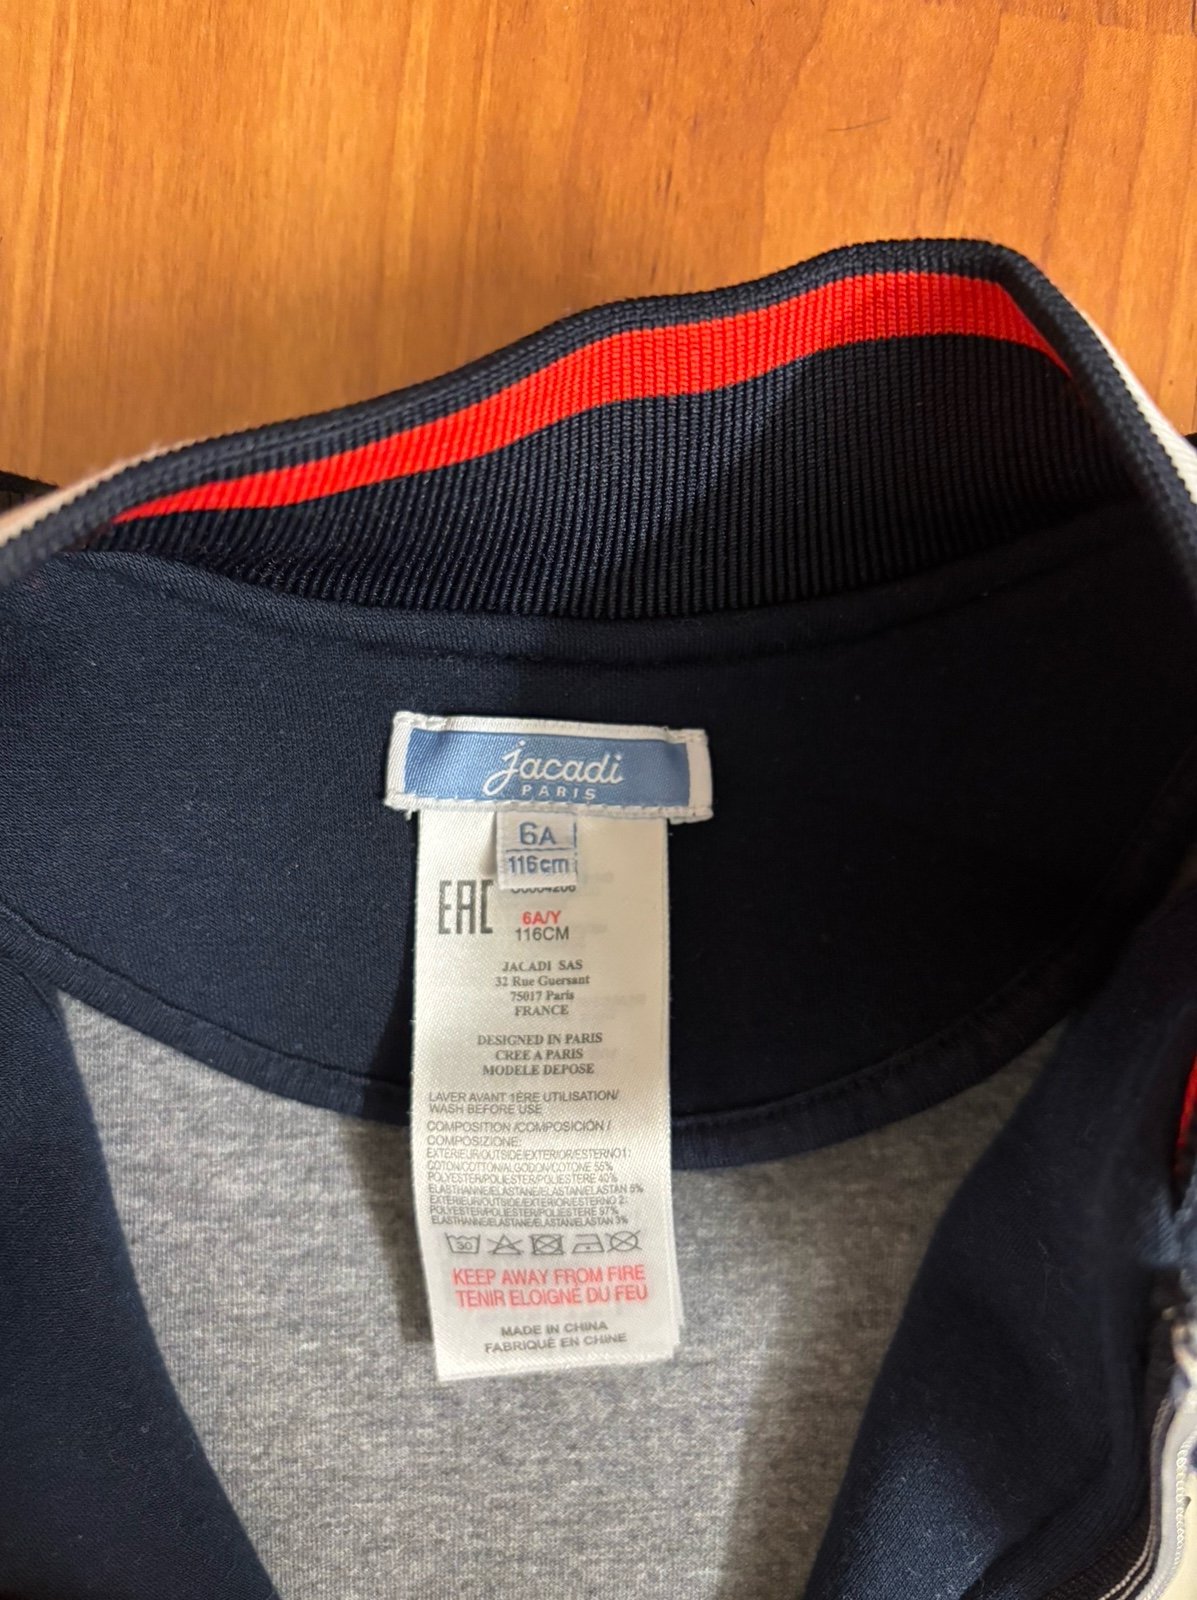 jacadi
PARIS
6A
116cm
EAC
6A/Y
116CM
JACADI SAS
32 Rue Guersant
75017 Paris
FRANCE
DESIGNED IN PARIS
CREE A PARIS
MODELE DEPOSE
LAVER AVANT 1ÈRE UTILISATION/
WASH BEFORE USE
COMPOSITION /COMPOSICIÓN /
COMPOSIZIONE:
EXTERIEUR/OUTSIDE/EXTERIOR/ESTERNO1:
COTON/COTTON/ALGODON/COTONE 55%
POLYESTER/POLIESTER/POLIESTERE 40%
ELASTHANNE/ELASTANE/ELASTAN/ELASTAN 5%
EXTERIEUR/OUTSIDE/EXTERIOR/ESTERNO 2:
POLYESTER/POLIESTER/POLIESTERE 97%
ELASTHANNE/ELASTANE/ELASTAN/ELASTAN 3%
30
KEEP AWAY FROM FIRE
TENIR ELOIGNÉ DU FEU
MADE IN CHINA
FABRIQUÉ EN CHINE